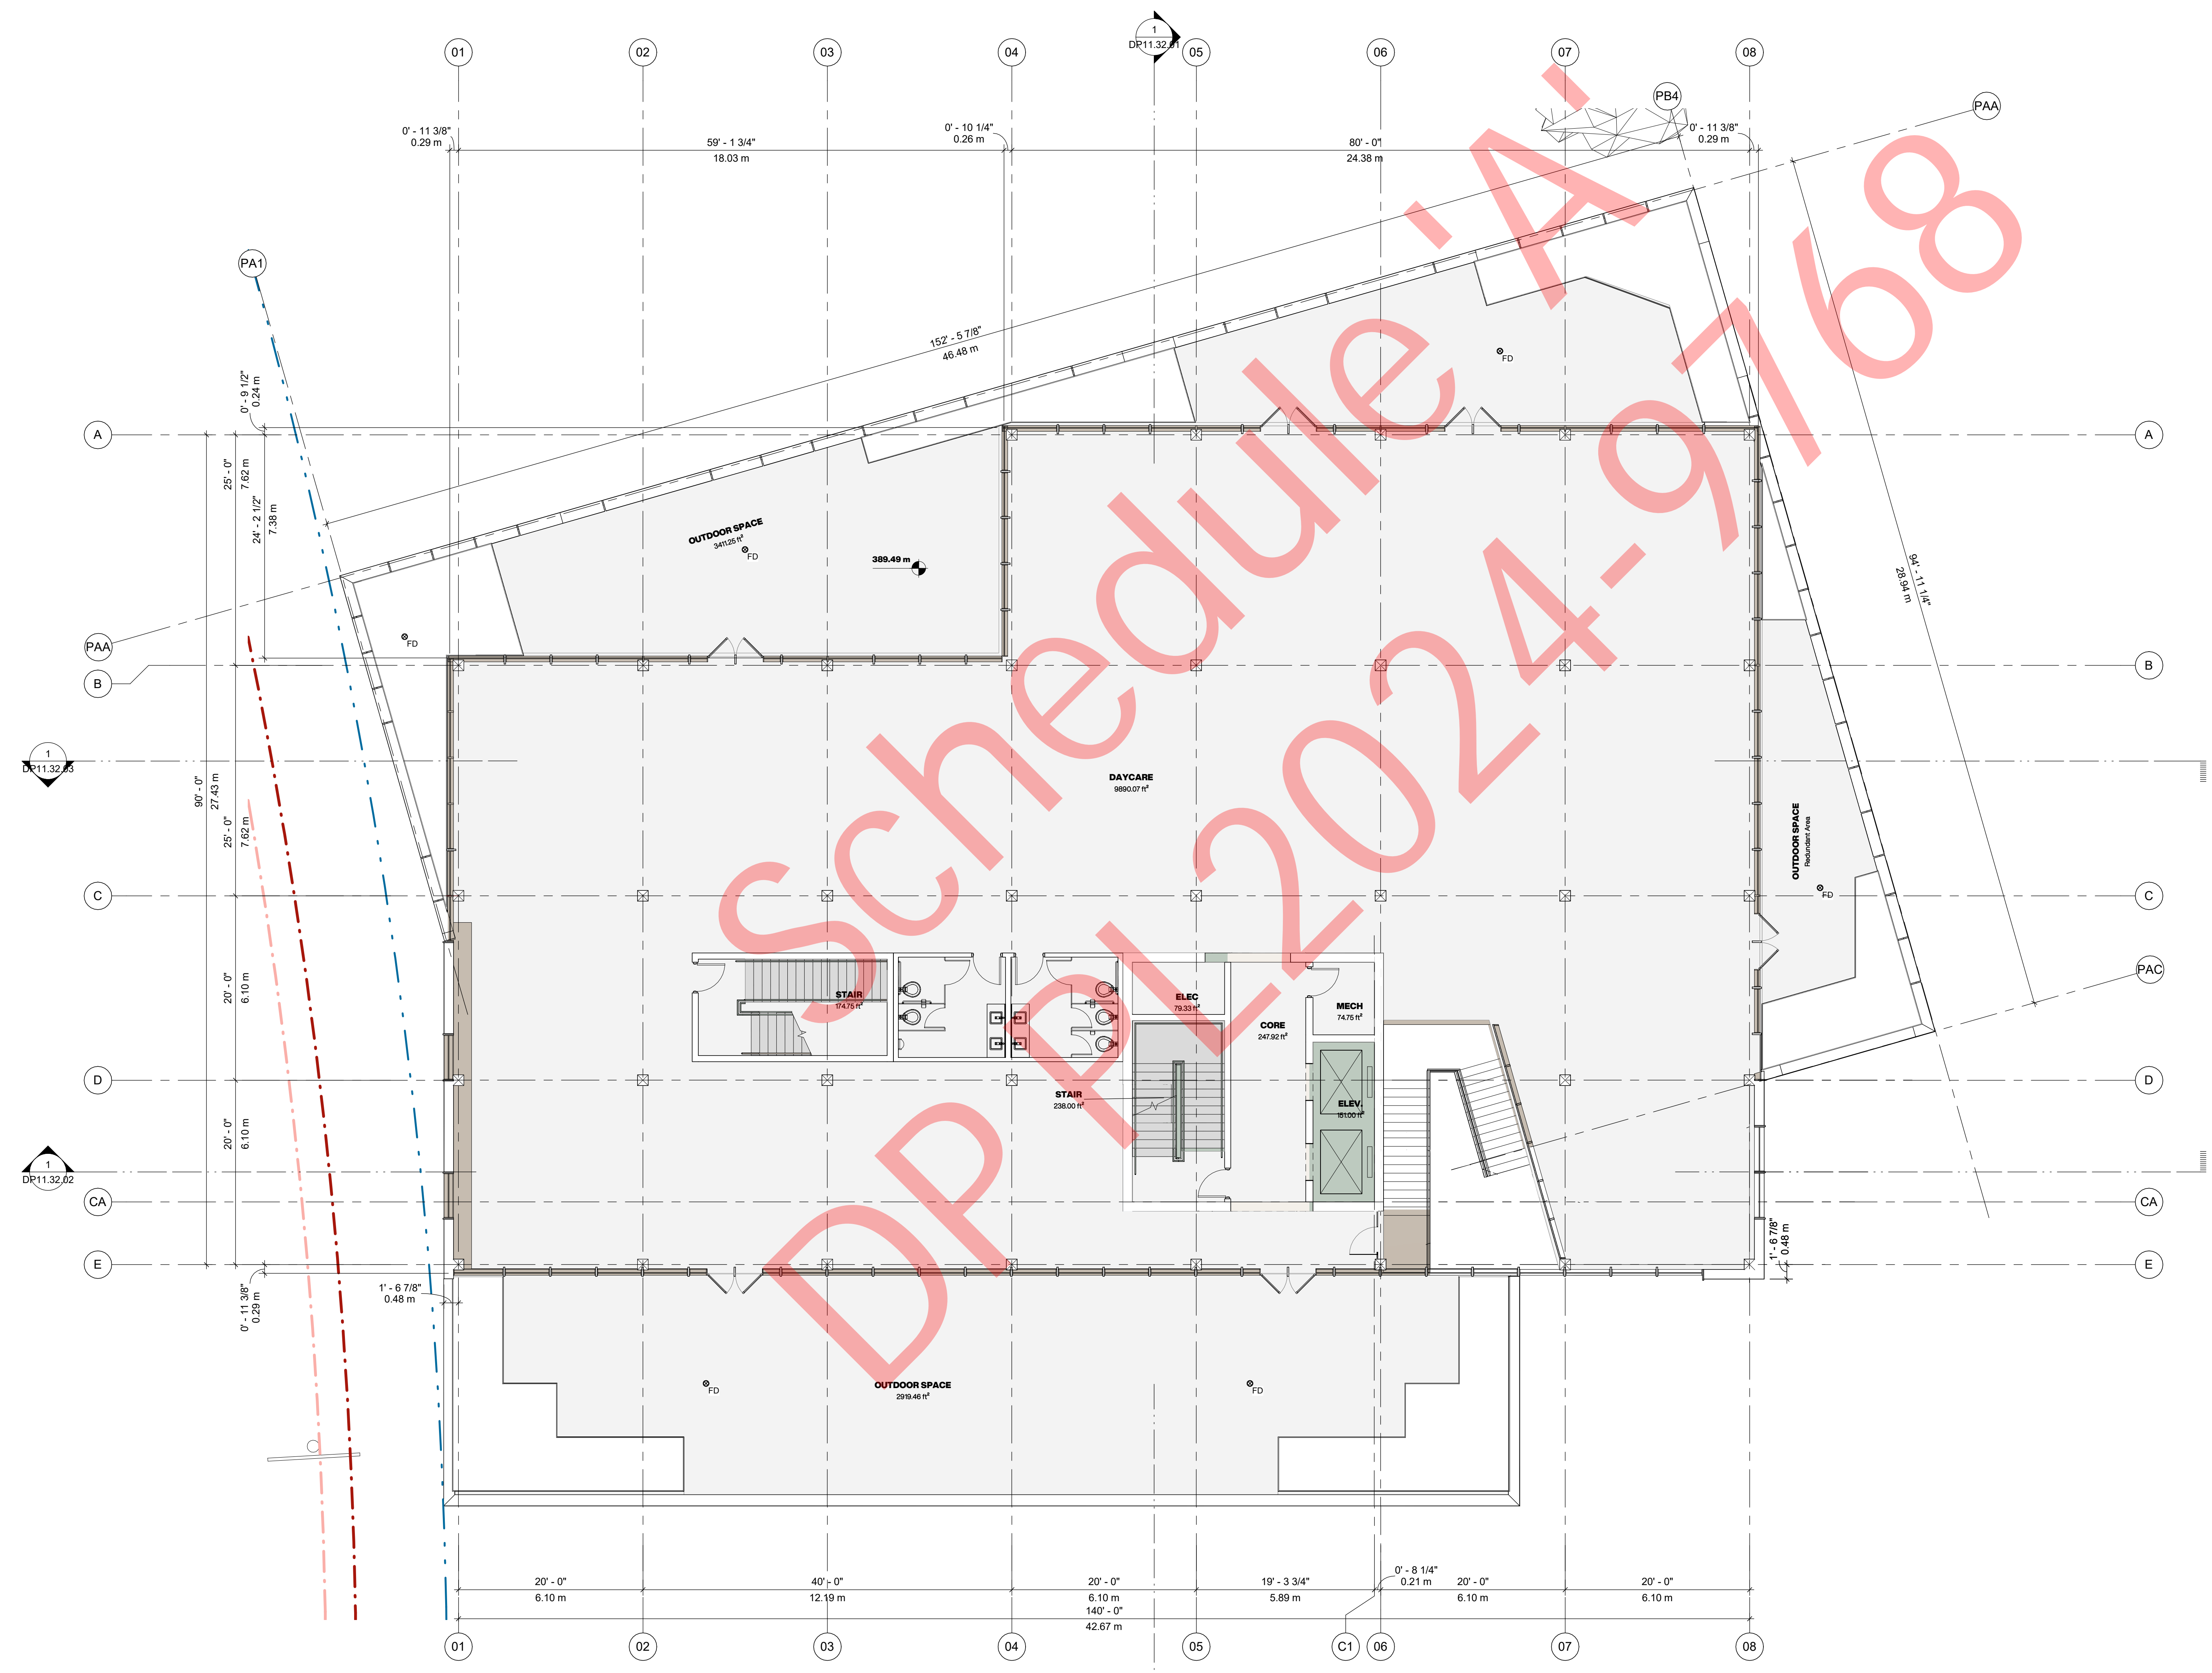 1
DP11.32.01
01
02
03
04
05
06
07
08
PB4
PAA
0' - 11 3/8"
0.29 m
59' - 1 3/4"
18.03 m
0' - 10 1/4"
0.26 m
80' - 0"
24.38 m
0' - 11 3/8"
0.29 m
Schedule 'A'
DP PL2024-9768
PA1
152' - 5 7/8"
46.48 m
FD
0' - 9 1/2"
0.24 m
A
A
25' - 0"
7.62 m
24' - 2 1/2"
7.38 m
OUTDOOR SPACE
3411.25 ft²
FD
389.49 m
94' - 11 1/4"
28.94 m
FD
PAA
B
B
1
DP11.32.03
90' - 0"
27.43 m
DAYCARE
9890.07 ft²
25' - 0"
7.62 m
OUTDOOR SPACE
Redundant Area
FD
C
C
PAC
20' - 0"
6.10 m
STAIR
174.75 ft²
ELEC
79.33 ft²
MECH
74.75 ft²
CORE
247.92 ft²
D
D
STAIR
238.00 ft²
ELEV.
151.00 ft²
20' - 0"
6.10 m
1
DP11.32.02
CA
CA
1' - 6 7/8"
0.48 m
E
E
0' - 11 3/8"
0.29 m
1' - 6 7/8"
0.48 m
FD
OUTDOOR SPACE
2919.46 ft²
FD
20' - 0"
6.10 m
40' - 0"
12.19 m
20' - 0"
6.10 m
19' - 3 3/4"
5.89 m
0' - 8 1/4"
0.21 m
20' - 0"
6.10 m
20' - 0"
6.10 m
140' - 0"
42.67 m
01
02
03
04
05
C1
06
07
08